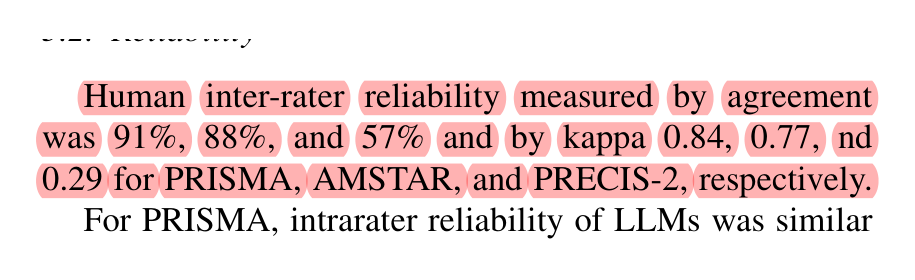 Human inter-rater reliability measured by agreement
was 91%, 88%, and 57% and by kappa 0.84, 0.77, nd
0.29 for PRISMA, AMSTAR, and PRECIS-2, respectively.
For PRISMA, intrarater reliability of LLMs was similar